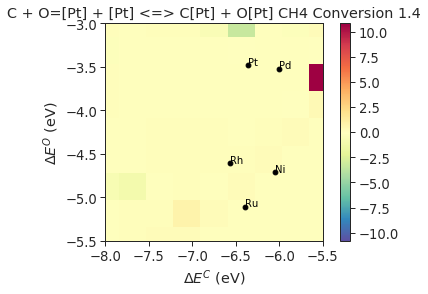 C + O=[Pt] + [Pt] <=> C[Pt] + O[Pt] CH4 Conversion 1.4
−3.0
−3.5
−4.0
−4.5
−5.0
−5.5
ΔE^O (eV)
Pt
Pd
Rh
Ni
Ru
−8.0 −7.5 −7.0 −6.5 −6.0 −5.5
ΔE^C (eV)
10.0
7.5
5.0
2.5
0.0
−2.5
−5.0
−7.5
−10.0